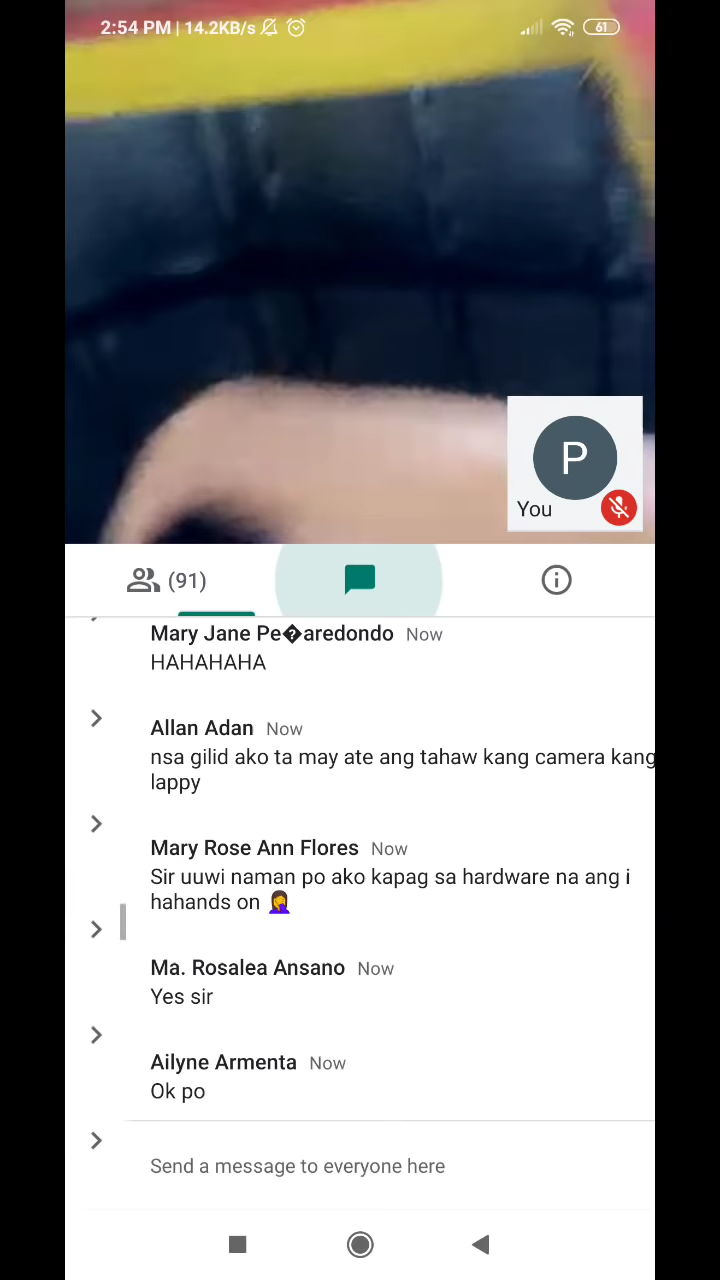 2:54 PM | 14.2KB/s 61
P
You
(91)
Mary Jane Pe�aredondo Now
HAHAHAHA
Allan Adan Now
nsa gilid ako ta may ate ang tahaw kang camera kang
lappy
Mary Rose Ann Flores Now
Sir uuwi naman po ako kapag sa hardware na ang i
hahands on 🤦‍♀️
Ma. Rosalea Ansano Now
Yes sir
Ailyne Armenta Now
Ok po
Send a message to everyone here